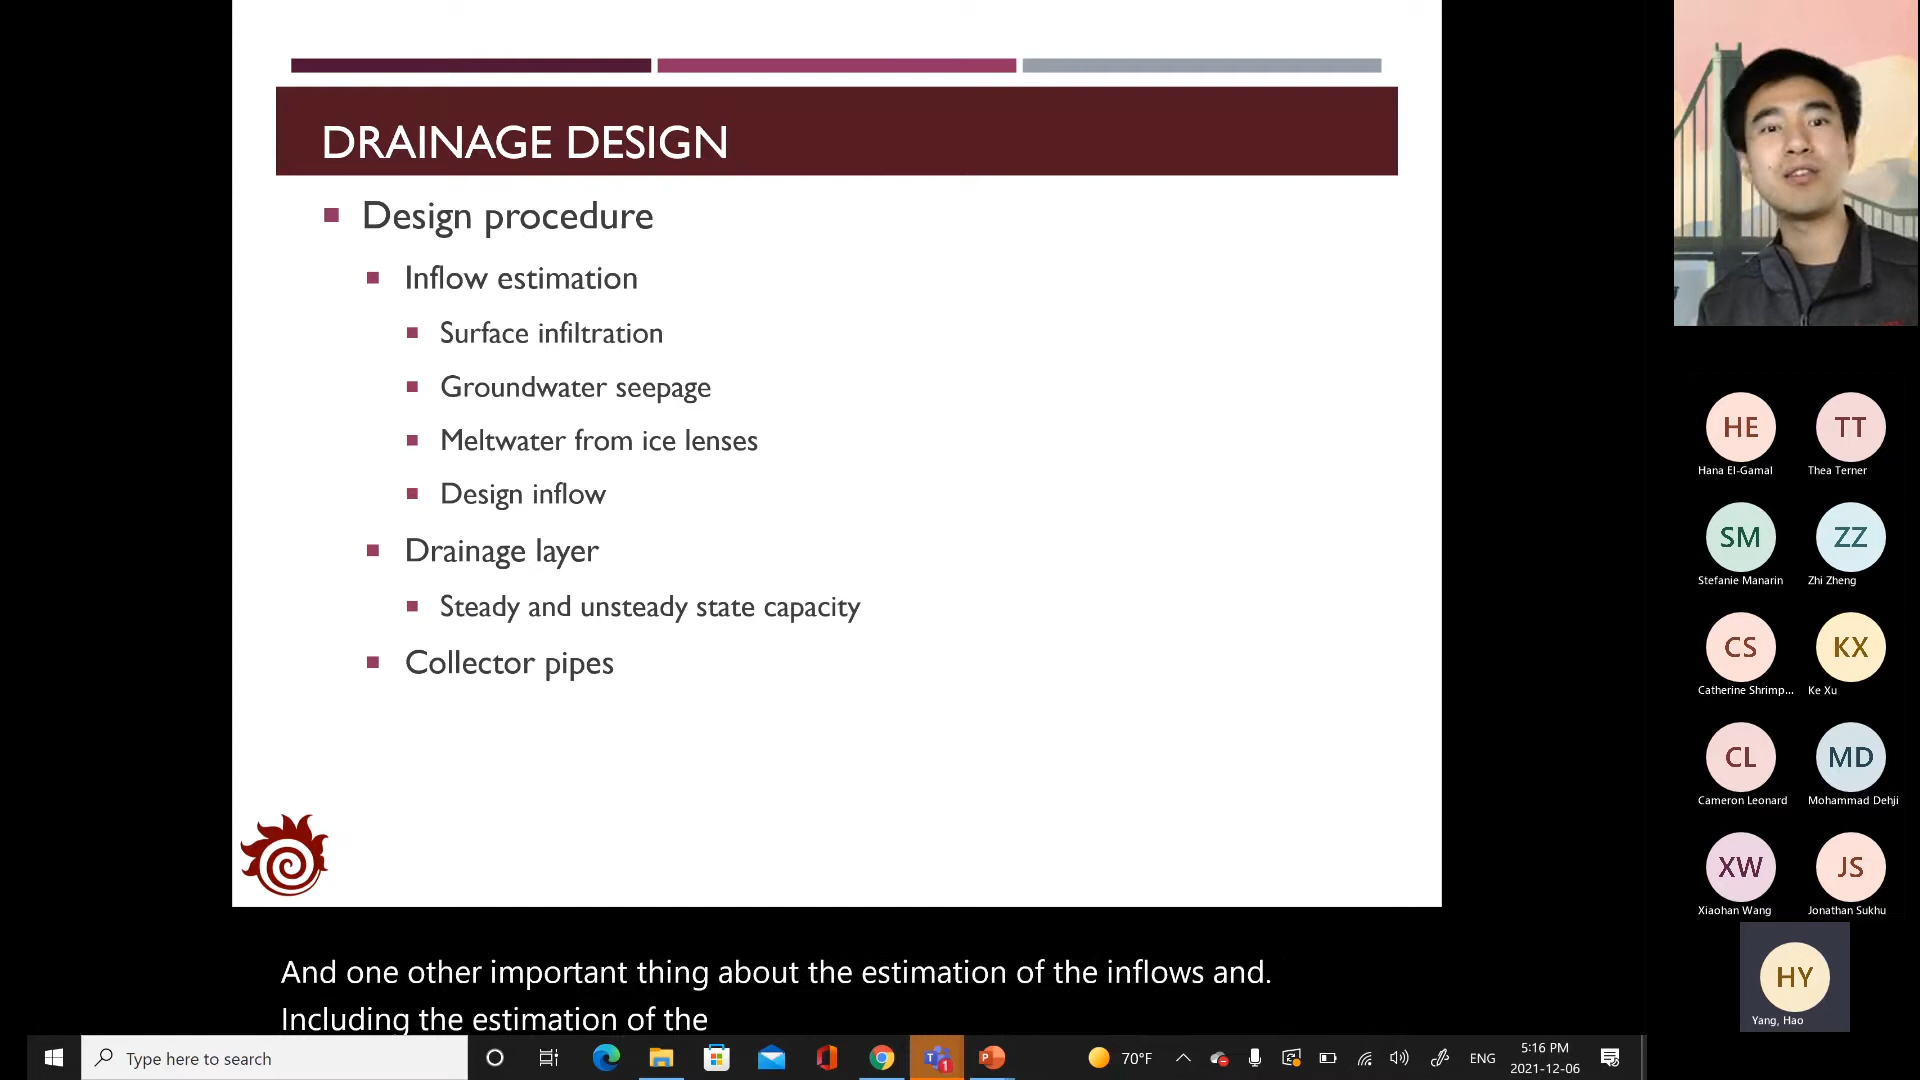 DRAINAGE DESIGN
Design procedure
Inflow estimation
Surface infiltration
Groundwater seepage
Meltwater from ice lenses
Design inflow
Drainage layer
Steady and unsteady state capacity
Collector pipes
HE
TT
Hana El-Gamal
Thea Terner
SM
ZZ
Stefanie Manarin
Zhi Zheng
CS
KX
Catherine Shrimp...
Ke Xu
CL
MD
Cameron Leonard
Mohammad Dehji
XW
JS
Xiaohan Wang
Jonathan Sukhu
HY
Yang, Hao
And one other important thing about the estimation of the inflows and.
Including the estimation of the
Type here to search
1
70°F
ENG
5:16 PM
2021-12-06